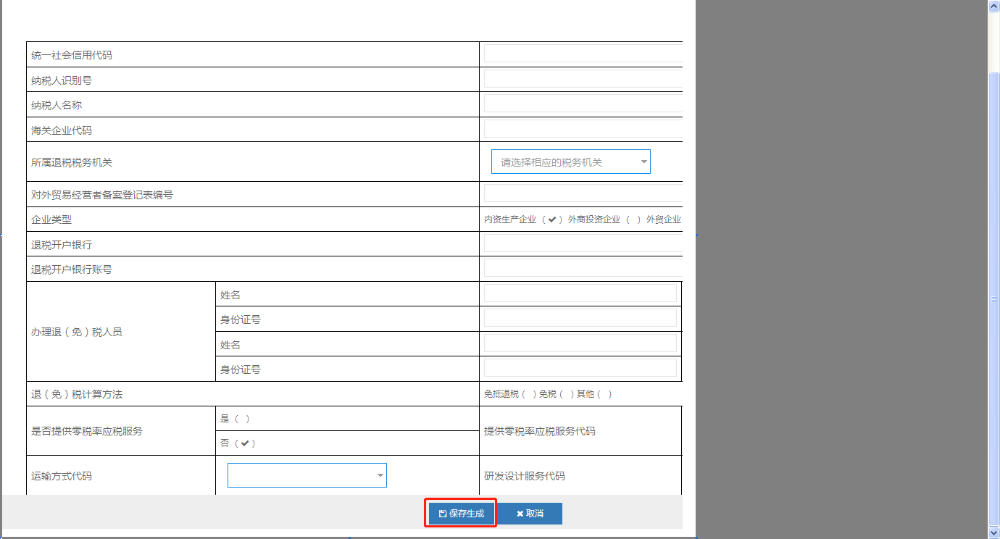 统一社会信用代码
纳税人识别号
纳税人名称
海关企业代码
所属退税税务机关 请选择相应的税务机关
对外贸易经营者备案登记表编号
企业类型 内资生产企业（✔）外商投资企业（ ）外贸企业
退税开户银行
退税开户银行账号
办理退（免）税人员
姓名
身份证号
姓名
身份证号
退（免）税计算方法 免抵退税（ ）免税（ ）其他（ ）
是否提供零税率应税服务
是（ ）
否（✔）
提供零税率应税服务代码
运输方式代码 研发设计服务代码
保存生成 ✖取消